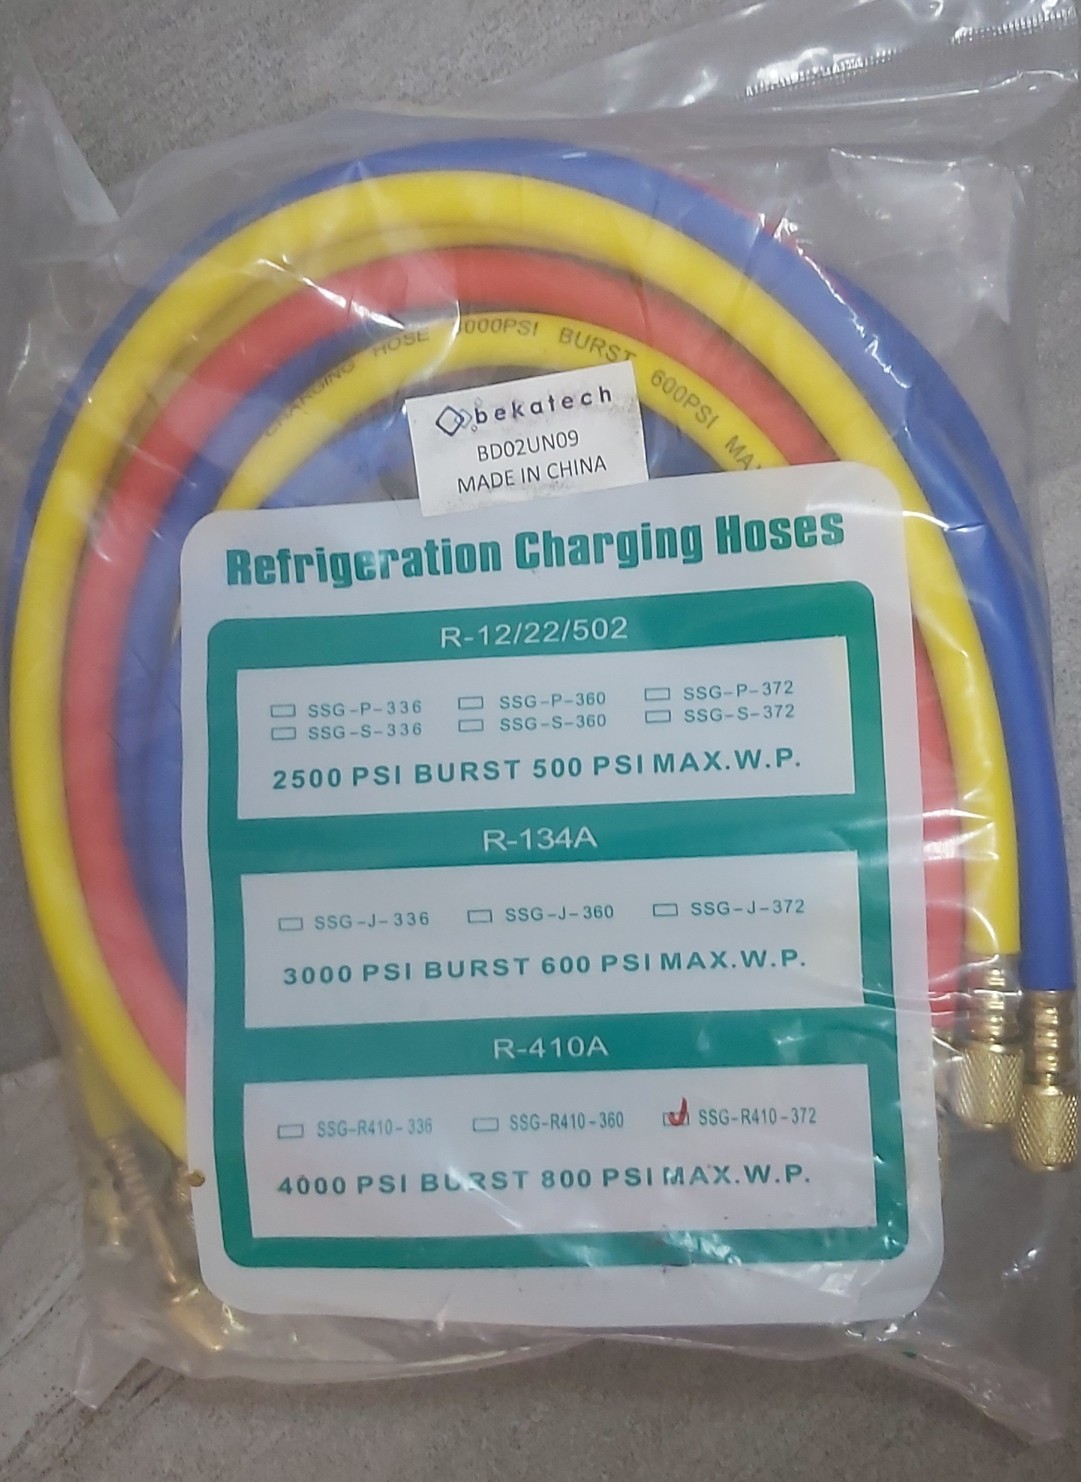 CHARGING HOSE 000PSI BURST 600PSI
bekatech
BD02UN09
MADE IN CHINA
Refrigeration Charging Hoses
R-12/22/502
SSG-P-336 SSG-P-360 SSG-P-372
SSG-S-336 SSG-S-360 SSG-S-372
2500 PSI BURST 500 PSI MAX.W.P.
R-134A
SSG-J-336 SSG-J-360 SSG-J-372
3000 PSI BURST 600 PSI MAX.W.P.
R-410A
SSG-R410-336 SSG-R410-360 SSG-R410-372
4000 PSI BURST 800 PSI MAX.W.P.